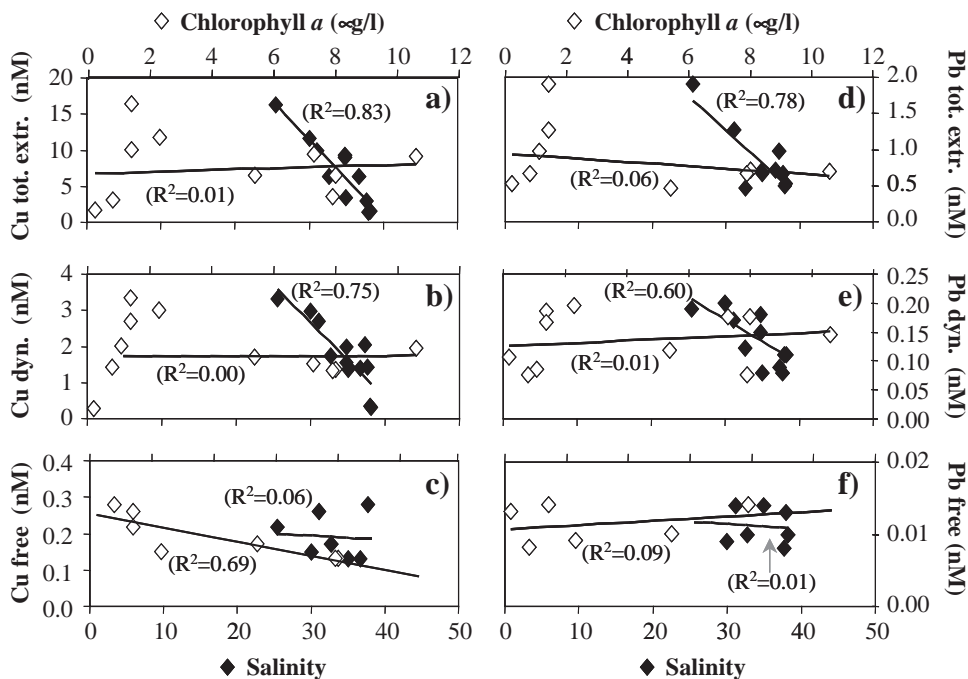 ◇ Chlorophyll a (∝g/l) ◇ Chlorophyll a (∝g/l)
0 2 4 6 8 10 12 0 2 4 6 8 10 12
20 15 10 5 0
Cu tot. extr. (nM)
a)
(R²=0.83)
(R²=0.01)
d)
(R²=0.78)
(R²=0.06)
2.0 1.5 1.0 0.5 0.0
Pb tot. extr. (nM)
4 3 2 1 0
Cu dyn. (nM)
b)
(R²=0.75)
(R²=0.00)
e)
(R²=0.60)
(R²=0.01)
0.25 0.20 0.15 0.10 0.05 0.00
Pb dyn. (nM)
0.4 0.3 0.2 0.1 0.0
Cu free (nM)
c)
(R²=0.06)
(R²=0.69)
f)
(R²=0.09)
(R²=0.01)
0.02 0.01 0.00
Pb free (nM)
0 10 20 30 40 50 0 10 20 30 40 50
◆ Salinity ◆ Salinity